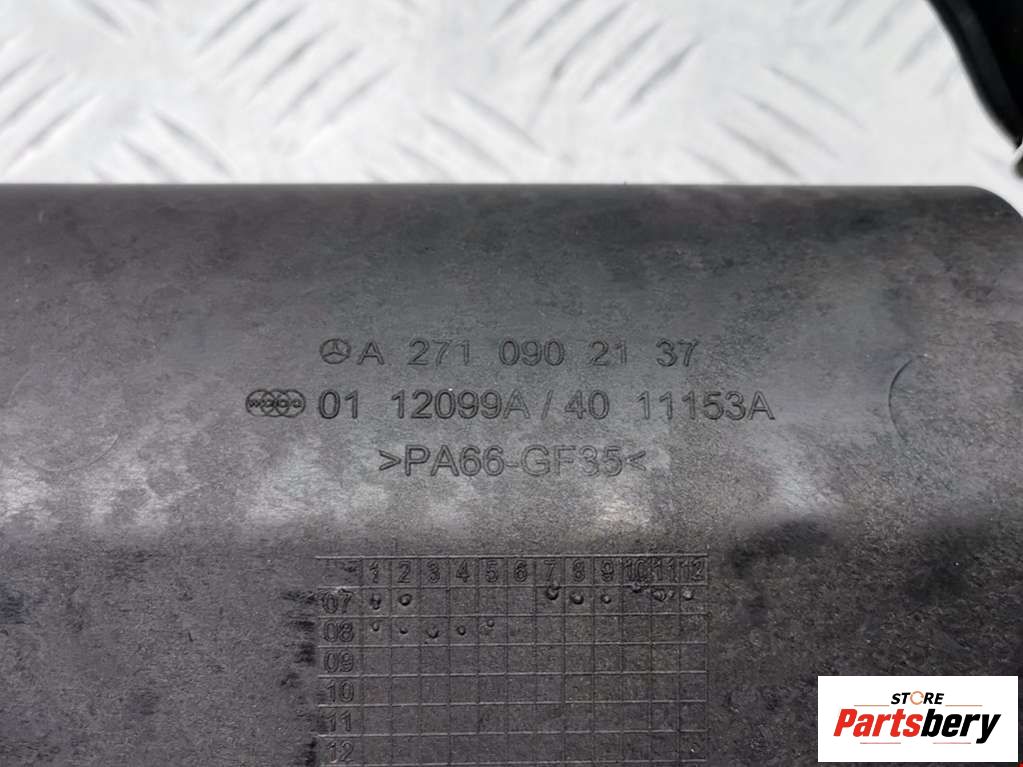 A 271 090 21 37
01 12099A / 40 11153A
>PA66-GF35<
1 2 3 4 5 6 7 8 9 10 11 12
07
08
09
10
11
12
STORE
Partsbery